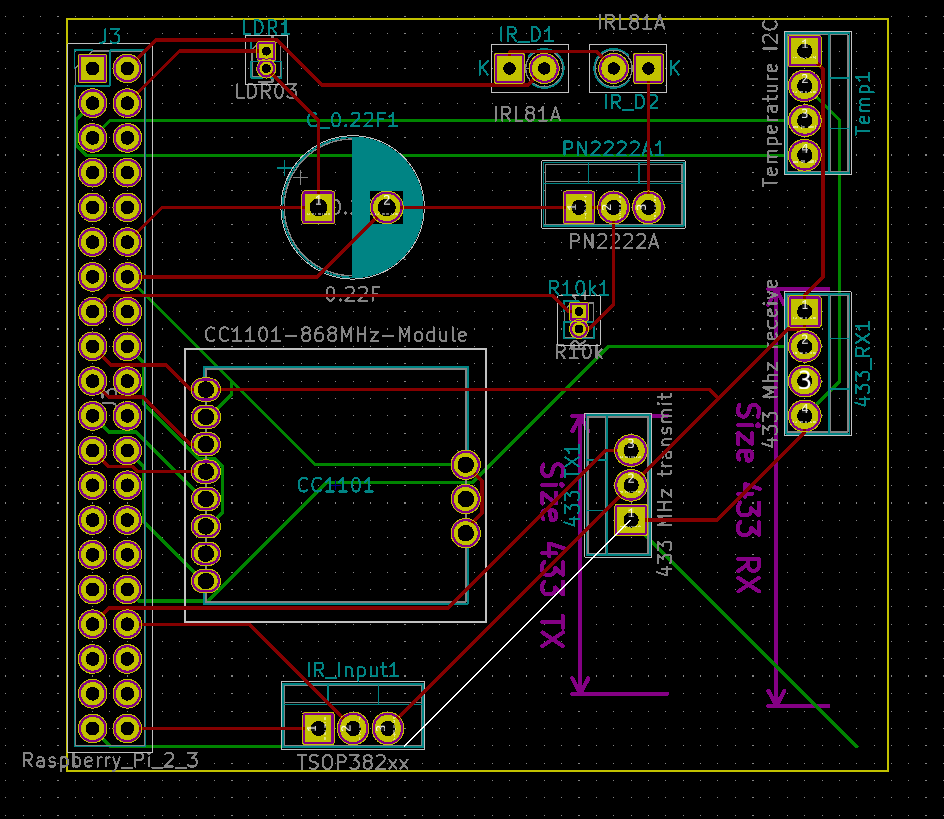 IRL81A
LDR1
IR_D1
J3
K
K
LDR03
IR_D2
IRL81A
Temperature I2C
Temp1
C_0.22F1
PN2222A1
PN2222A
0.22F
R10k1
R10k
CC1101-868MHz-Module
433 Mhz receive
433_RX1
Size 433 RX
CC1101
433_TX1
433 MHz transmit
Size 433 TX
IR_Input1
Raspberry_Pi_2_3
TSOP382xx